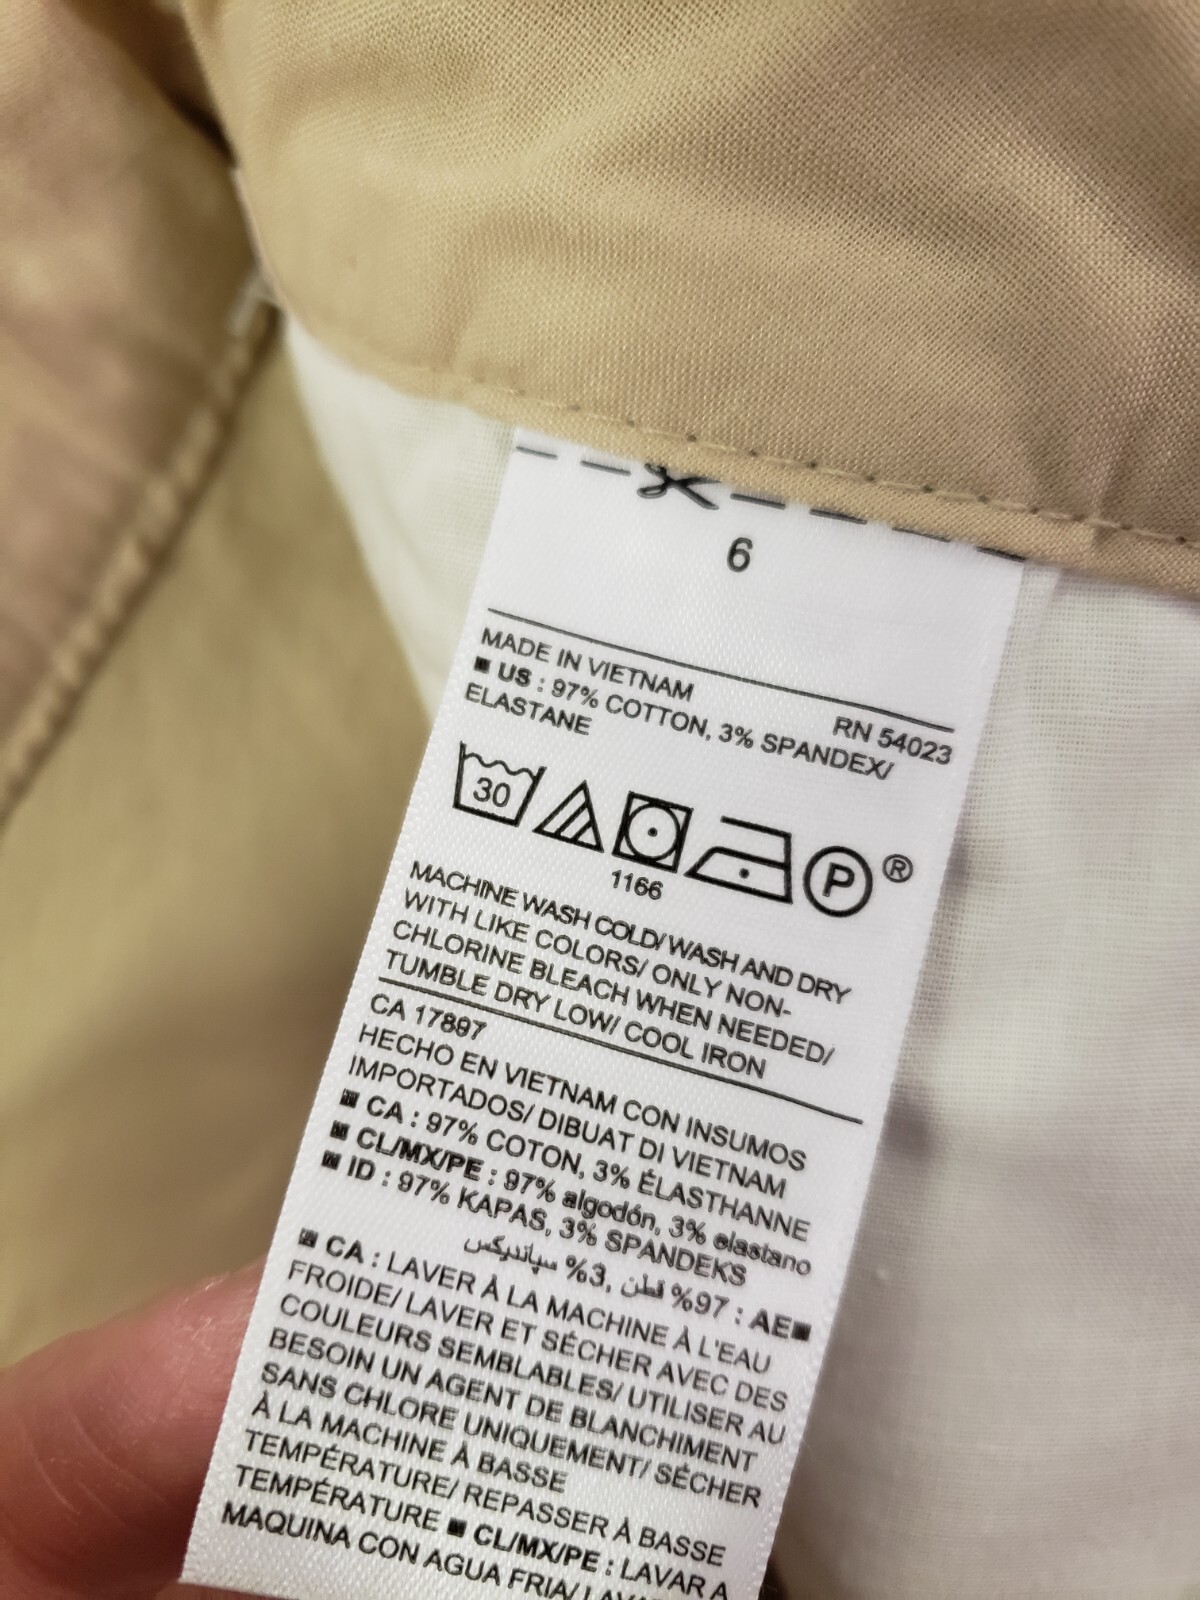 6
MADE IN VIETNAM
RN 54023
■ US : 97% COTTON, 3% SPANDEX/
ELASTANE
30
P ®
1166
MACHINE WASH COLD/ WASH AND DRY
WITH LIKE COLORS/ ONLY NON-
CHLORINE BLEACH WHEN NEEDED/
TUMBLE DRY LOW/ COOL IRON
CA 17897
HECHO EN VIETNAM CON INSUMOS
IMPORTADOS/ DIBUAT DI VIETNAM
■ CA : 97% COTON, 3% ÉLASTHANNE
■ CL/MX/PE : 97% algodón, 3% elastano
■ ID : 97% KAPAS, 3% SPANDEKS
■AE : 97% قطن, 3% سپانديكس
■ CA : LAVER À LA MACHINE À L'EAU
FROIDE/ LAVER ET SÉCHER AVEC DES
COULEURS SEMBLABLES/ UTILISER AU
BESOIN UN AGENT DE BLANCHIMENT
SANS CHLORE UNIQUEMENT/ SÉCHER
À LA MACHINE À BASSE
TEMPÉRATURE/ REPASSER À BASSE
TEMPÉRATURE ■ CL/MX/PE : LAVAR A
MAQUINA CON AGUA FRIA/